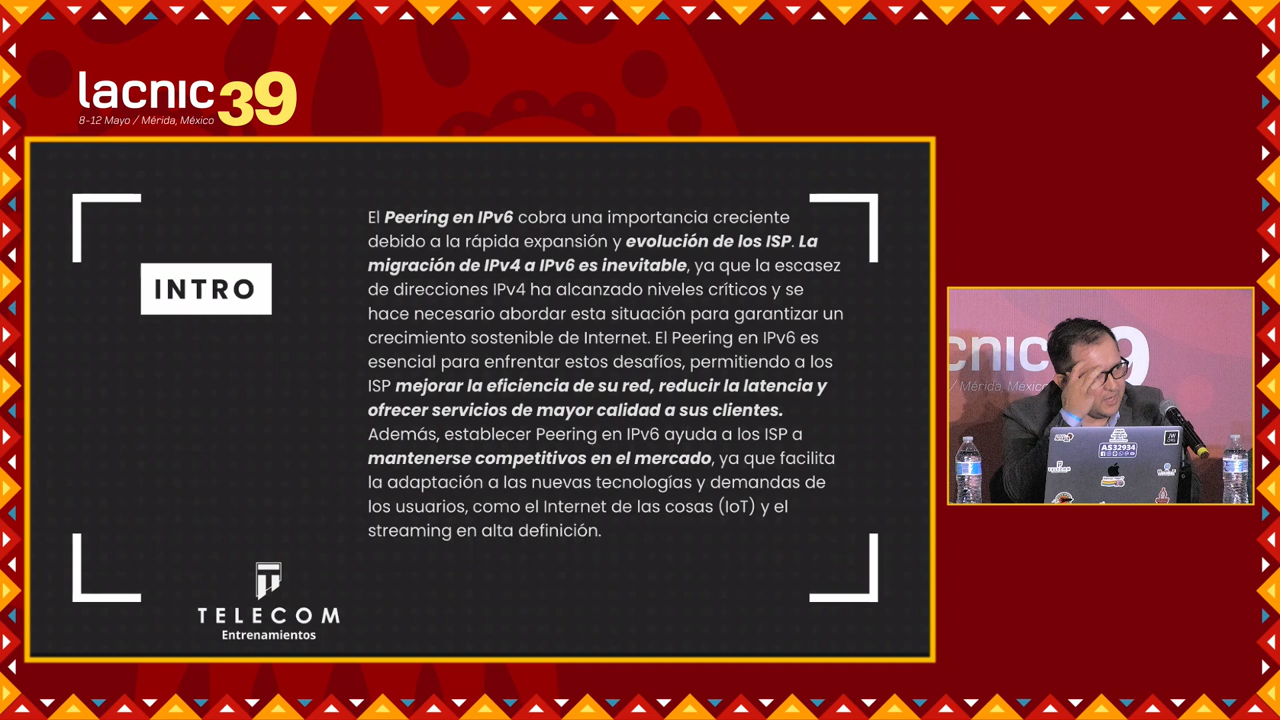 lacnic 39
8-12 Mayo / Mérida, México
INTRO
El Peering en IPv6 cobra una importancia creciente
debido a la rápida expansión y evolución de los ISP. La
migración de IPv4 a IPv6 es inevitable, ya que la escasez
de direcciones IPv4 ha alcanzado niveles críticos y se
hace necesario abordar esta situación para garantizar un
crecimiento sostenible de Internet. El Peering en IPv6 es
esencial para enfrentar estos desafíos, permitiendo a los
ISP mejorar la eficiencia de su red, reducir la latencia y
ofrecer servicios de mayor calidad a sus clientes.
Además, establecer Peering en IPv6 ayuda a los ISP a
mantenerse competitivos en el mercado, ya que facilita
la adaptación a las nuevas tecnologías y demandas de
los usuarios, como el Internet de las cosas (IoT) y el
streaming en alta definición.
TELECOM
Entrenamientos
cnic 9
/ Mérida, México
AS32934